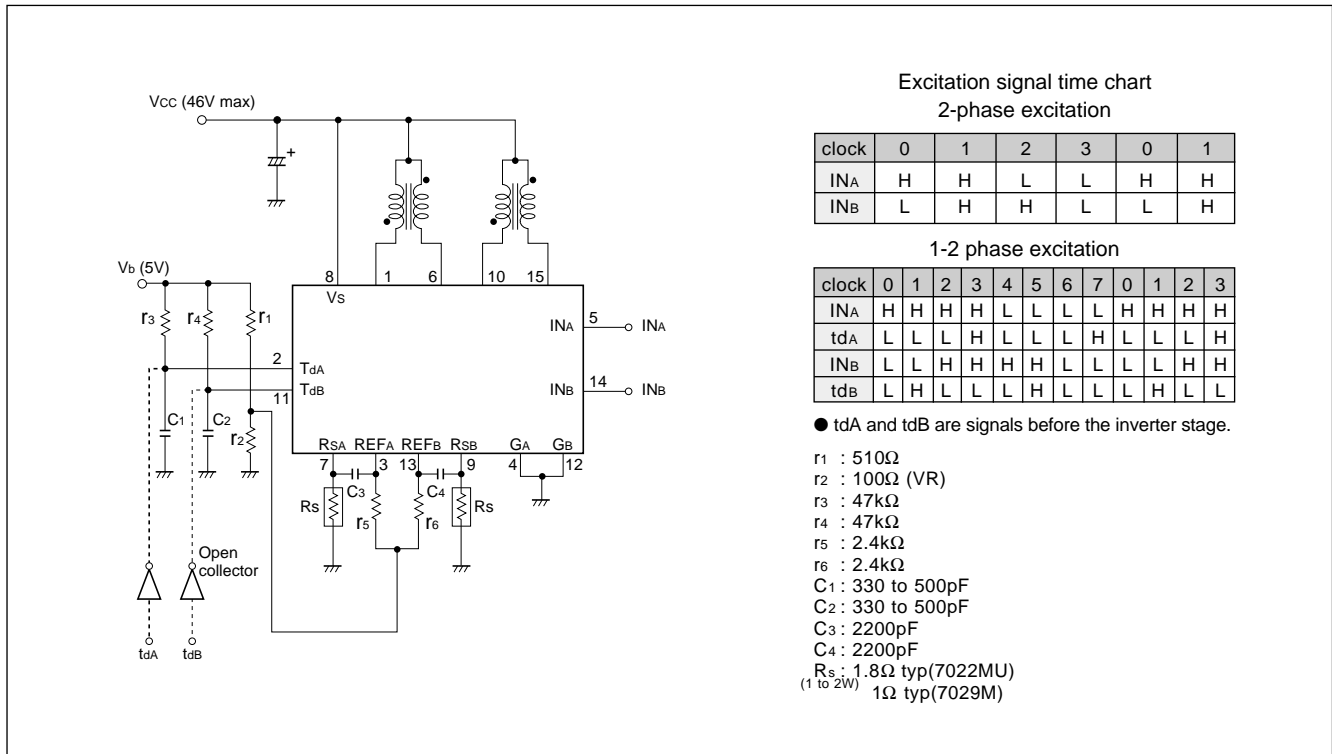 Vcc (46V max)
+
Vb (5V)
r3
r4
r1
8
1
6
10
15
Vs
5
INA
INA
2
TdA
TdB
11
14
INB
INB
C1
C2
r2
RSA
REFA
REFB
RSB
GA
GB
7
3
13
9
4
12
Rs
C3
r5
r6
C4
Rs
Open
collector
tdA
tdB
Excitation signal time chart
2-phase excitation
clock 0 1 2 3 0 1
INA H H L L H H
INB L H H L L H
1-2 phase excitation
clock 0 1 2 3 4 5 6 7 0 1 2 3
INA H H H H L L L L H H H H
tdA L L L H L L L H L L L H
INB L L H H H H L L L L H H
tdB L H L L L H L L L H L L
● tdA and tdB are signals before the inverter stage.
r1 : 510Ω
r2 : 100Ω (VR)
r3 : 47kΩ
r4 : 47kΩ
r5 : 2.4kΩ
r6 : 2.4kΩ
C1 : 330 to 500pF
C2 : 330 to 500pF
C3 : 2200pF
C4 : 2200pF
Rs : 1.8Ω typ(7022MU)
(1 to 2W) 1Ω typ(7029M)